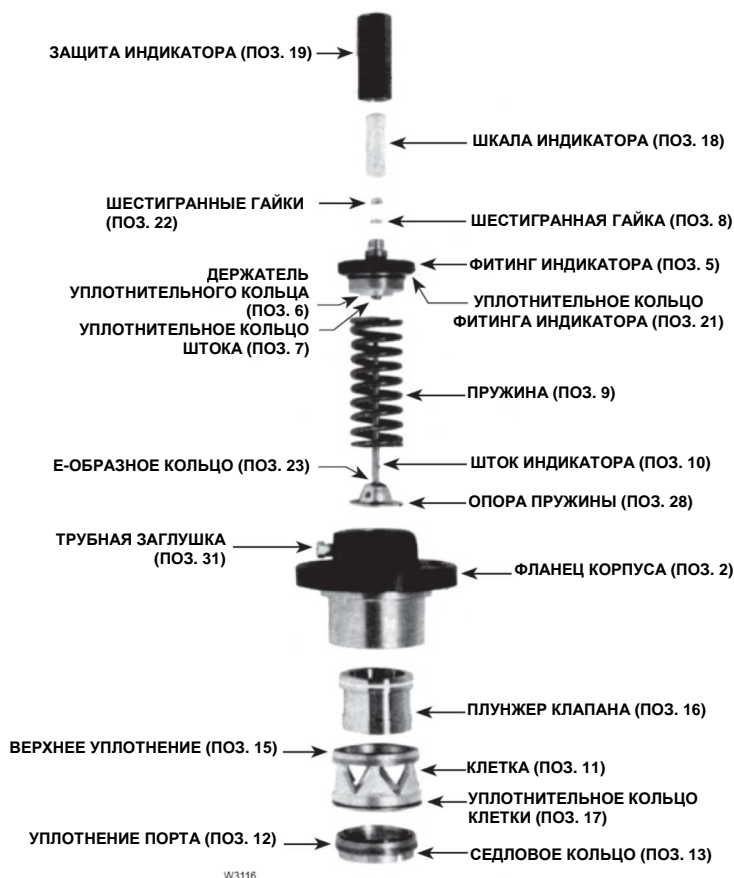 ЗАЩИТА ИНДИКАТОРА (ПОЗ. 19)
ШКАЛА ИНДИКАТОРА (ПОЗ. 18)
ШЕСТИГРАННЫЕ ГАЙКИ
(ПОЗ. 22)
ШЕСТИГРАННАЯ ГАЙКА (ПОЗ. 8)
ФИТИНГ ИНДИКАТОРА (ПОЗ. 5)
ДЕРЖАТЕЛЬ
УПЛОТНИТЕЛЬНОГО КОЛЬЦА
(ПОЗ. 6)
УПЛОТНИТЕЛЬНОЕ КОЛЬЦО
ФИТИНГА ИНДИКАТОРА (ПОЗ. 21)
УПЛОТНИТЕЛЬНОЕ КОЛЬЦО
ШТОКА (ПОЗ. 7)
ПРУЖИНА (ПОЗ. 9)
Е-ОБРАЗНОЕ КОЛЬЦО (ПОЗ. 23)
ШТОК ИНДИКАТОРА (ПОЗ. 10)
ОПОРА ПРУЖИНЫ (ПОЗ. 28)
ТРУБНАЯ ЗАГЛУШКА
(ПОЗ. 31)
ФЛАНЕЦ КОРПУСА (ПОЗ. 2)
ПЛУНЖЕР КЛАПАНА (ПОЗ. 16)
ВЕРХНЕЕ УПЛОТНЕНИЕ (ПОЗ. 15)
КЛЕТКА (ПОЗ. 11)
УПЛОТНИТЕЛЬНОЕ КОЛЬЦО
КЛЕТКИ (ПОЗ. 17)
УПЛОТНЕНИЕ ПОРТА (ПОЗ. 12)
СЕДЛОВОЕ КОЛЬЦО (ПОЗ. 13)
W3116